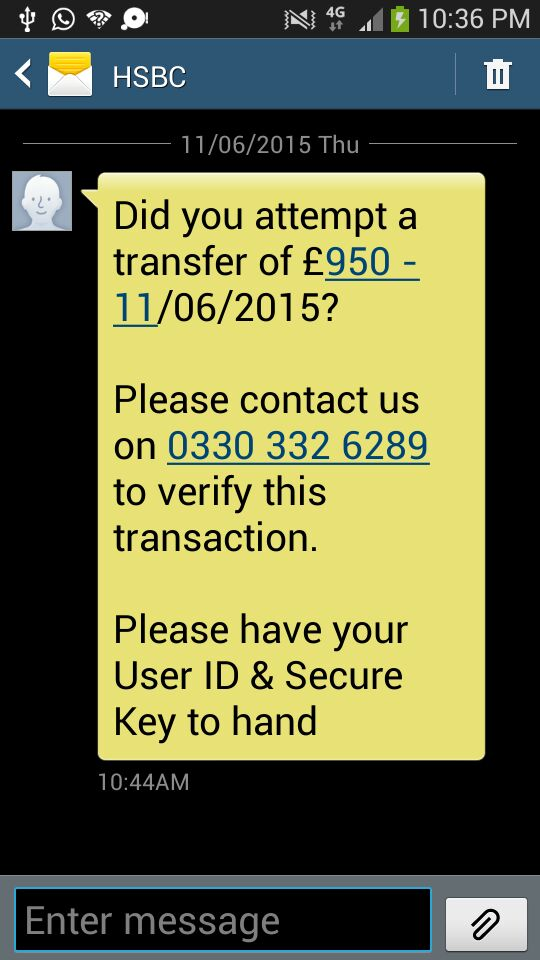 4G 10:36 PM
HSBC
11/06/2015 Thu
Did you attempt a
transfer of £950 -
11/06/2015?
Please contact us
on 0330 332 6289
to verify this
transaction.
Please have your
User ID & Secure
Key to hand
10:44AM
Enter message